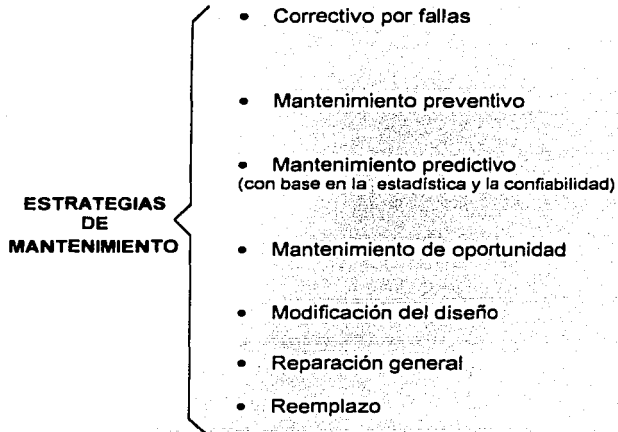 • Correctivo por fallas
• Mantenimiento preventivo
• Mantenimiento predictivo
(con base en la estadística y la confiabilidad)
ESTRATEGIAS
DE
MANTENIMIENTO
• Mantenimiento de oportunidad
• Modificación del diseño
• Reparación general
• Reemplazo